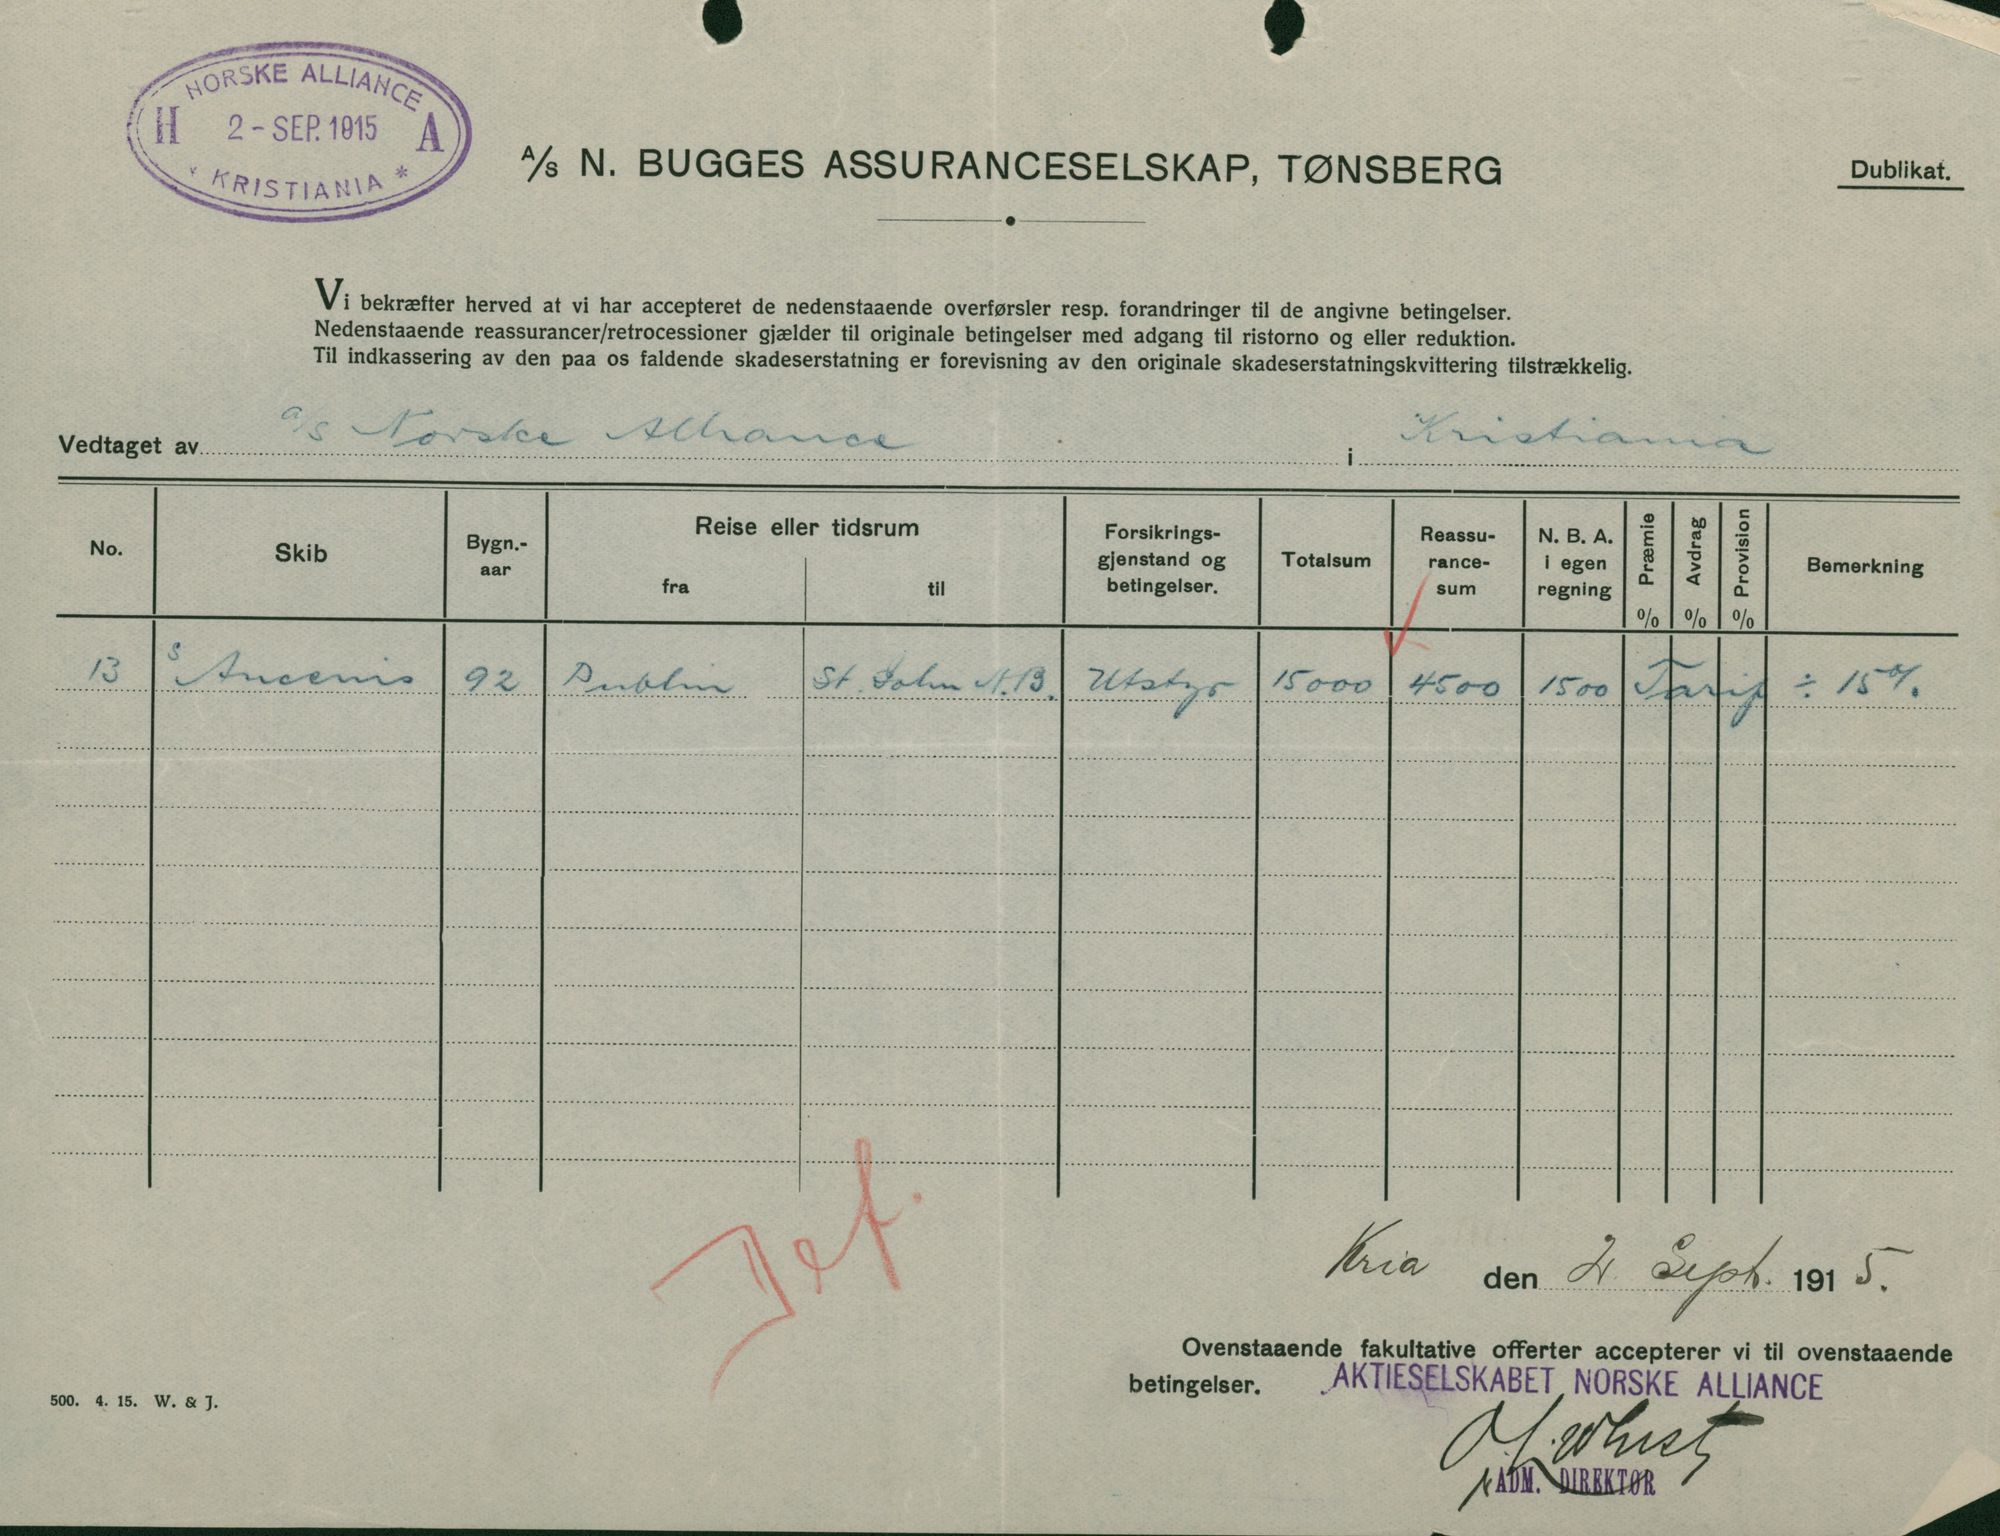 NORSKE ALLIANCE
H 2 - SEP. 1915 A
* KRISTIANIA *
A/S N. BUGGES ASSURANCESELSKAP, TØNSBERG
Dublikat.
Vi bekræfter herved at vi har accepteret de nedenstaaende overførsler resp. forandringer til de angivne betingelser.
Nedenstaaende reassurancer/retrocessioner gjælder til originale betingelser med adgang til ristorno og eller reduktion.
Til indkassering av den paa os faldende skadeserstatning er forevisning av den originale skadeserstatningskvittering tilstrækkelig.
Vedtaget av a/s Norske Alliance i Kristiania
No. Skib Bygn.-aar Reise eller tidsrum fra til Forsikrings-gjenstand og betingelser. Totalsum Reassu-rance-sum N. B. A. i egen regning Præmie % Avdrag % Provision % Bemerkning
13 s Ancenis 92 Dublin St. John N.B. Utstyr 15000 4500 1500 Tarif ÷ 15%.
Kria den 2. Sept. 1915.
Ovenstaaende fakultative offerter accepterer vi til ovenstaaende
betingelser. AKTIESELSKABET NORSKE ALLIANCE
ADM. DIREKTØR
500. 4. 15. W. & J.